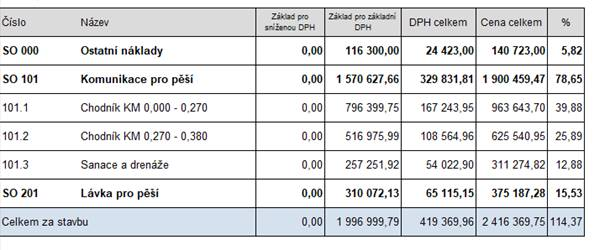 Číslo Název Základ pro sníženou DPH Základ pro základní DPH DPH celkem Cena celkem %
SO 000 Ostatní náklady 0,00 116 300,00 24 423,00 140 723,00 5,82
SO 101 Komunikace pro pěší 0,00 1 570 627,66 329 831,81 1 900 459,47 78,65
101.1 Chodník KM 0,000 - 0,270 0,00 796 399,75 167 243,95 963 643,70 39,88
101.2 Chodník KM 0,270 - 0,380 0,00 516 975,99 108 564,96 625 540,95 25,89
101.3 Sanace a drenáže 0,00 257 251,92 54 022,90 311 274,82 12,88
SO 201 Lávka pro pěší 0,00 310 072,13 65 115,15 375 187,28 15,53
Celkem za stavbu 0,00 1 996 999,79 419 369,96 2 416 369,75 114,37